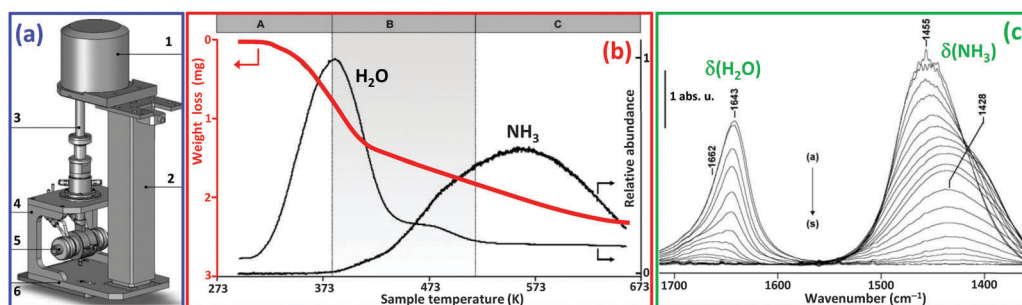 (a)
1
2
3
4
5
6
A
B
C
(b)
0
1
2
3
Weight loss (mg)
H₂O
NH₃
1
0
Relative abundance
273
373
473
573
673
Sample temperature (K)
(c)
δ(H₂O)
δ(NH₃)
1 abs. u.
−1662
−1643
−1455
−1428
(a)
(s)
1700
1600
1500
1400
Wavenumber (cm⁻¹)